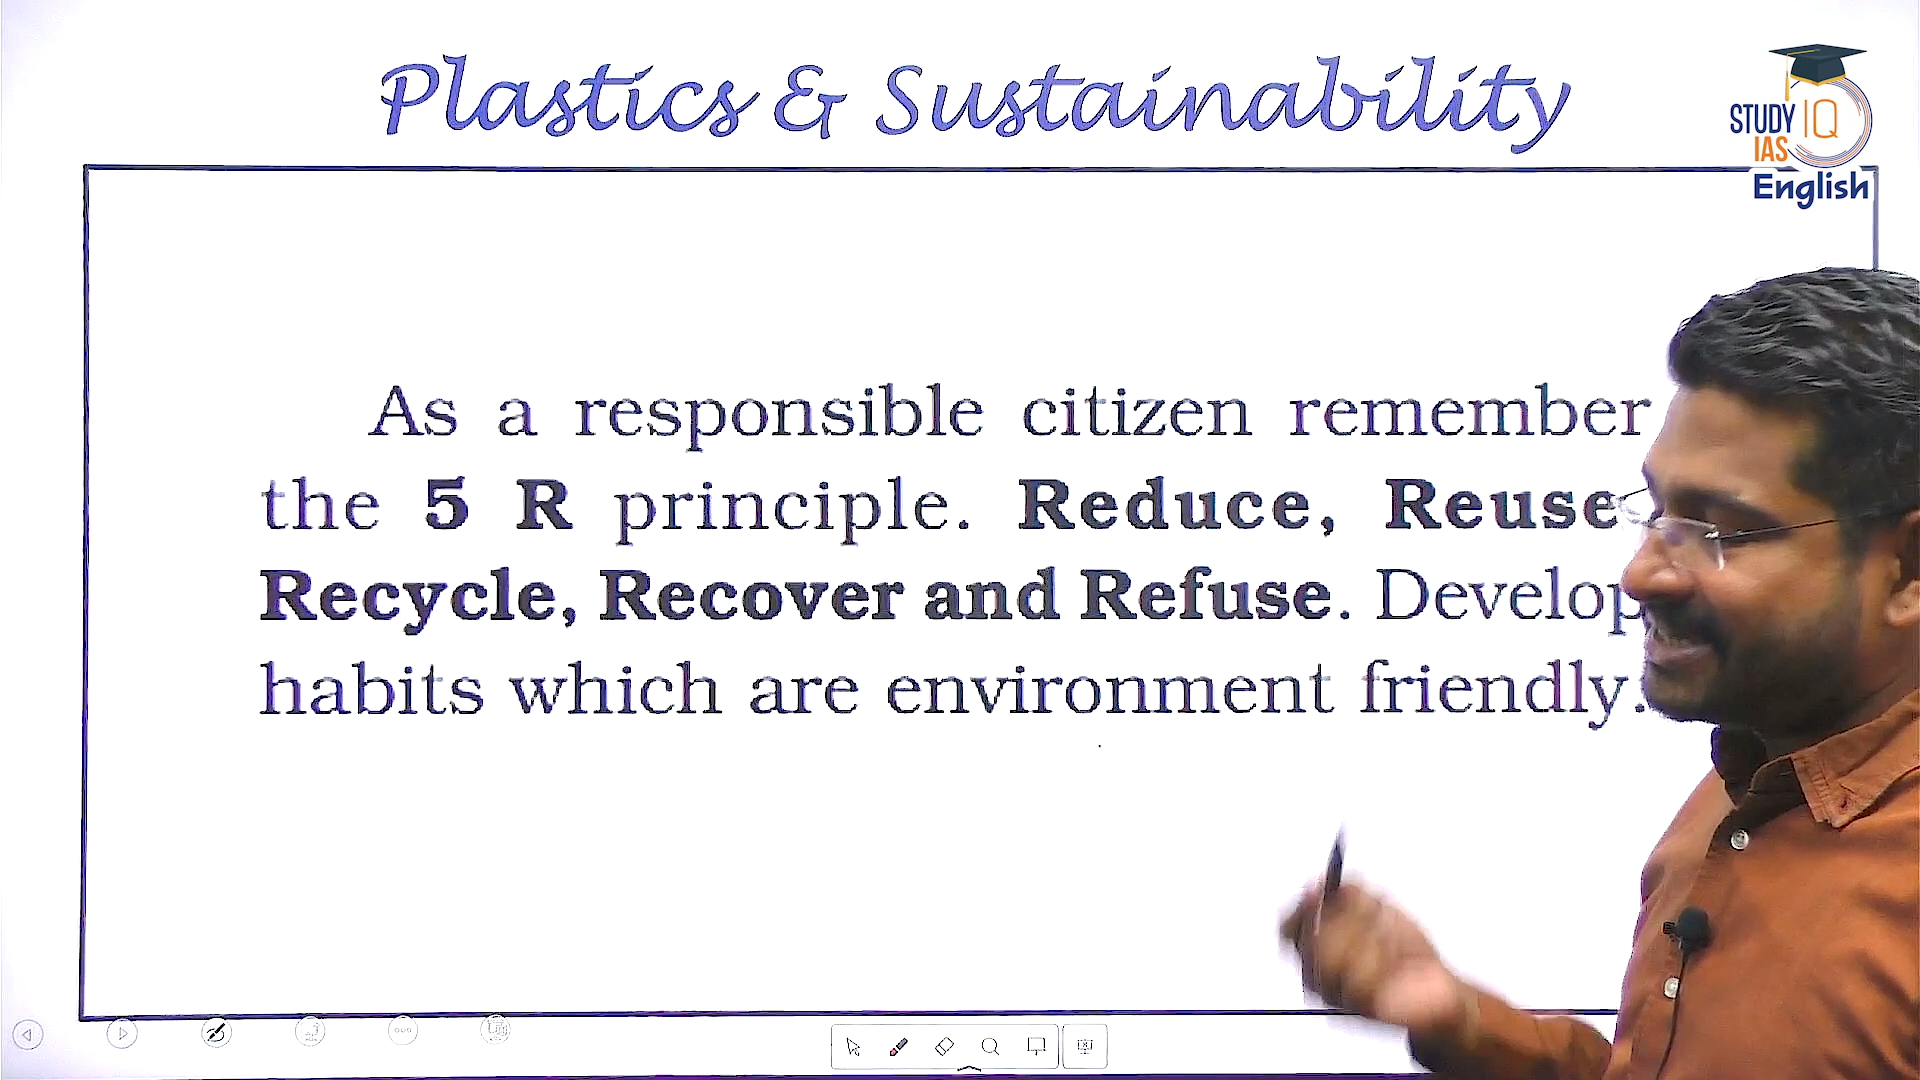 Plastics & Sustainability
STUDY IQ
IAS
English
As a responsible citizen remember
the 5 R principle. Reduce, Reuse
Recycle, Recover and Refuse. Develop
habits which are environment friendly.